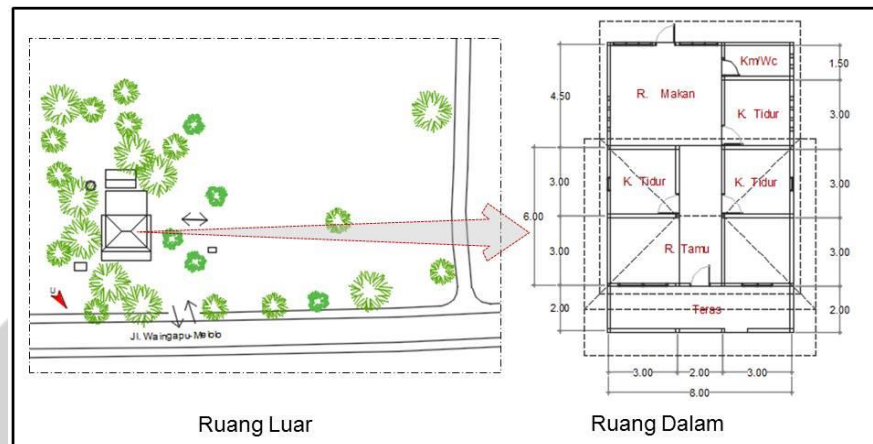 U
Jl. Waingapu-Melolo
Ruang Luar
4.50
3.00
6.00
3.00
2.00
R. Makan
Km/Wc
K. Tidur
K. Tidur
K. Tidur
R. Tamu
Teras
1.50
3.00
3.00
3.00
2.00
3.00
2.00
3.00
8.00
Ruang Dalam